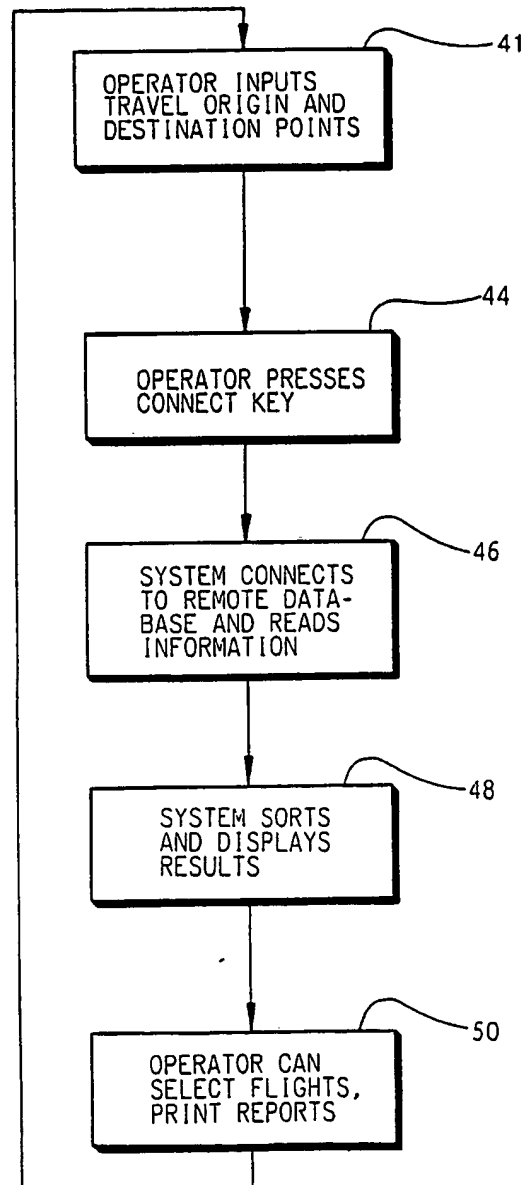 41
OPERATOR INPUTS
TRAVEL ORIGIN AND
DESTINATION POINTS
44
OPERATOR PRESSES
CONNECT KEY
46
SYSTEM CONNECTS
TO REMOTE DATA-
BASE AND READS
INFORMATION
48
SYSTEM SORTS
AND DISPLAYS
RESULTS
50
OPERATOR CAN
SELECT FLIGHTS,
PRINT REPORTS